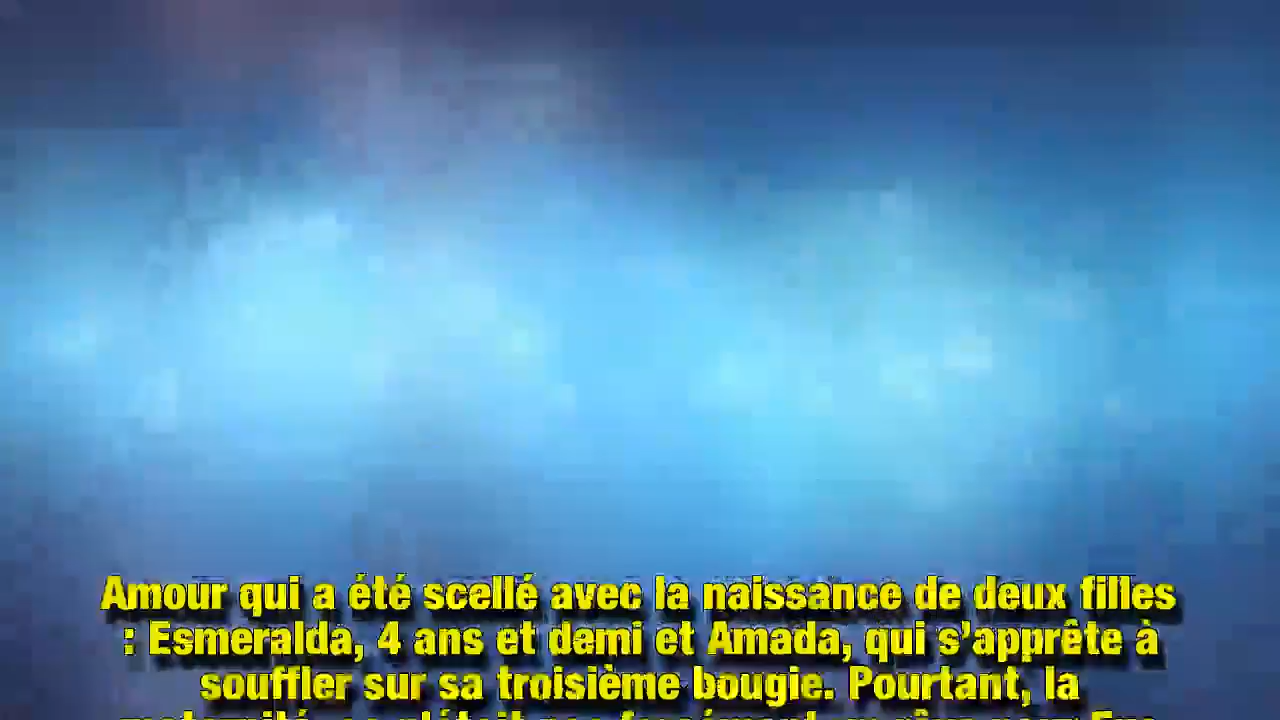 Amour qui a été scellé avec la naissance de deux filles
: Esmeralda, 4 ans et demi et Amada, qui s’apprête à
souffler sur sa troisième bougie. Pourtant, la